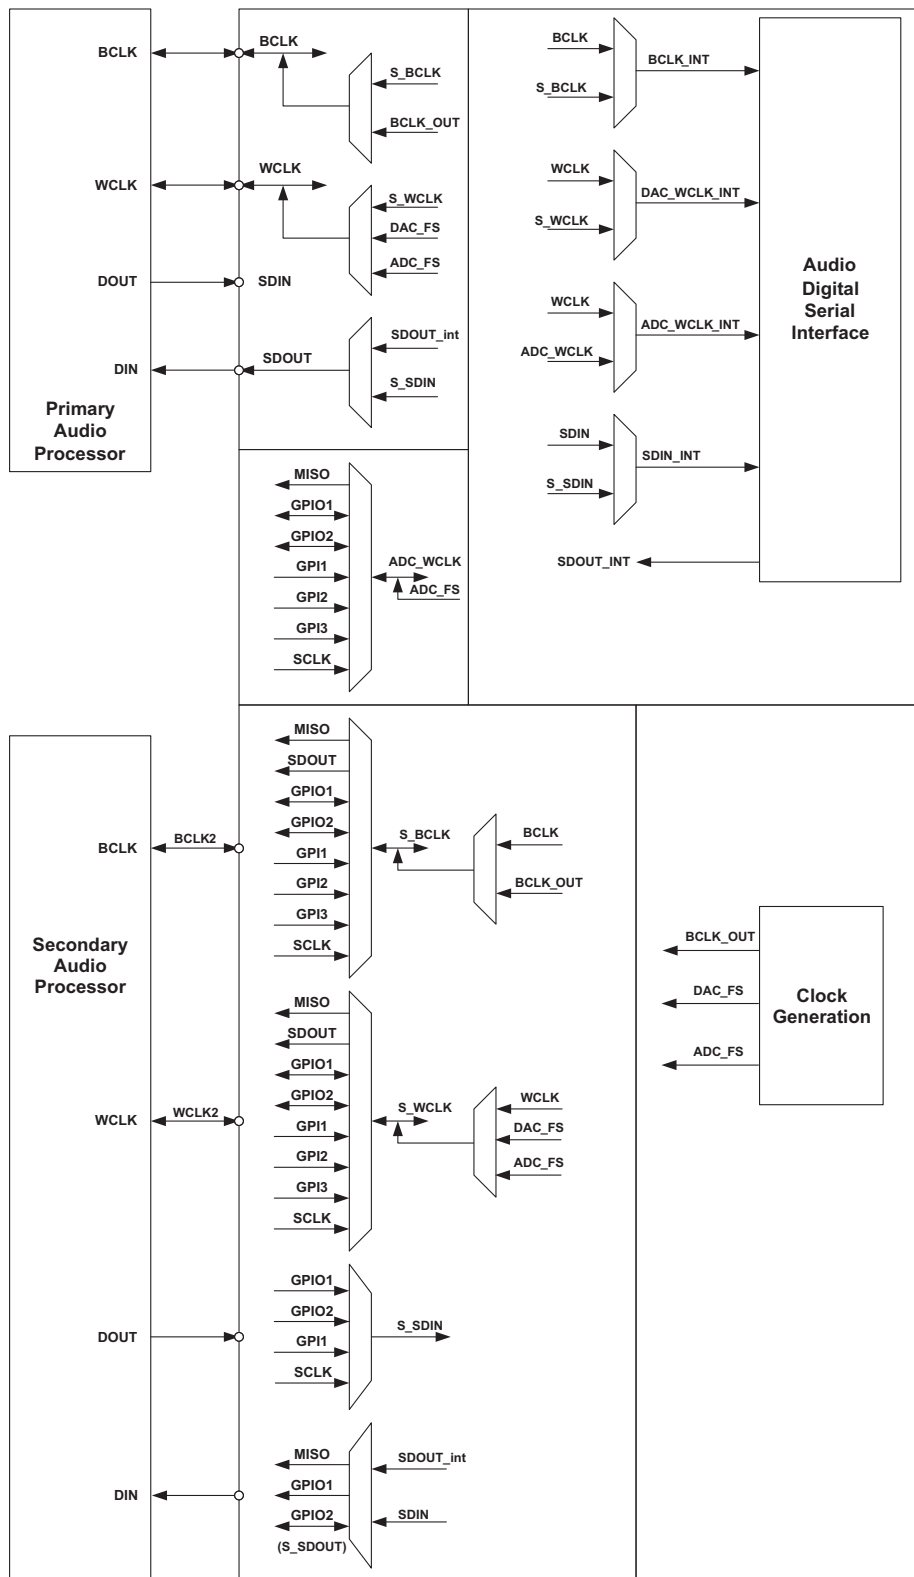 BCLK
WCLK
DOUT
DIN
Primary
Audio
Processor
BCLK
S_BCLK
BCLK_OUT
WCLK
S_WCLK
DAC_FS
ADC_FS
SDIN
SDOUT
SDOUT_int
S_SDIN
BCLK
S_BCLK
BCLK_INT
WCLK
S_WCLK
DAC_WCLK_INT
WCLK
ADC_WCLK
ADC_WCLK_INT
SDIN
S_SDIN
SDIN_INT
SDOUT_INT
Audio
Digital
Serial
Interface
MISO
GPIO1
GPIO2
GPI1
GPI2
GPI3
SCLK
ADC_WCLK
ADC_FS
Secondary
Audio
Processor
BCLK
BCLK2
WCLK
WCLK2
DOUT
DIN
MISO
SDOUT
GPIO1
GPIO2
GPI1
GPI2
GPI3
SCLK
S_BCLK
BCLK
BCLK_OUT
MISO
SDOUT
GPIO1
GPIO2
GPI1
GPI2
GPI3
SCLK
S_WCLK
WCLK
DAC_FS
ADC_FS
GPIO1
GPIO2
GPI1
SCLK
S_SDIN
MISO
GPIO1
GPIO2
(S_SDOUT)
SDOUT_int
SDIN
BCLK_OUT
DAC_FS
ADC_FS
Clock
Generation